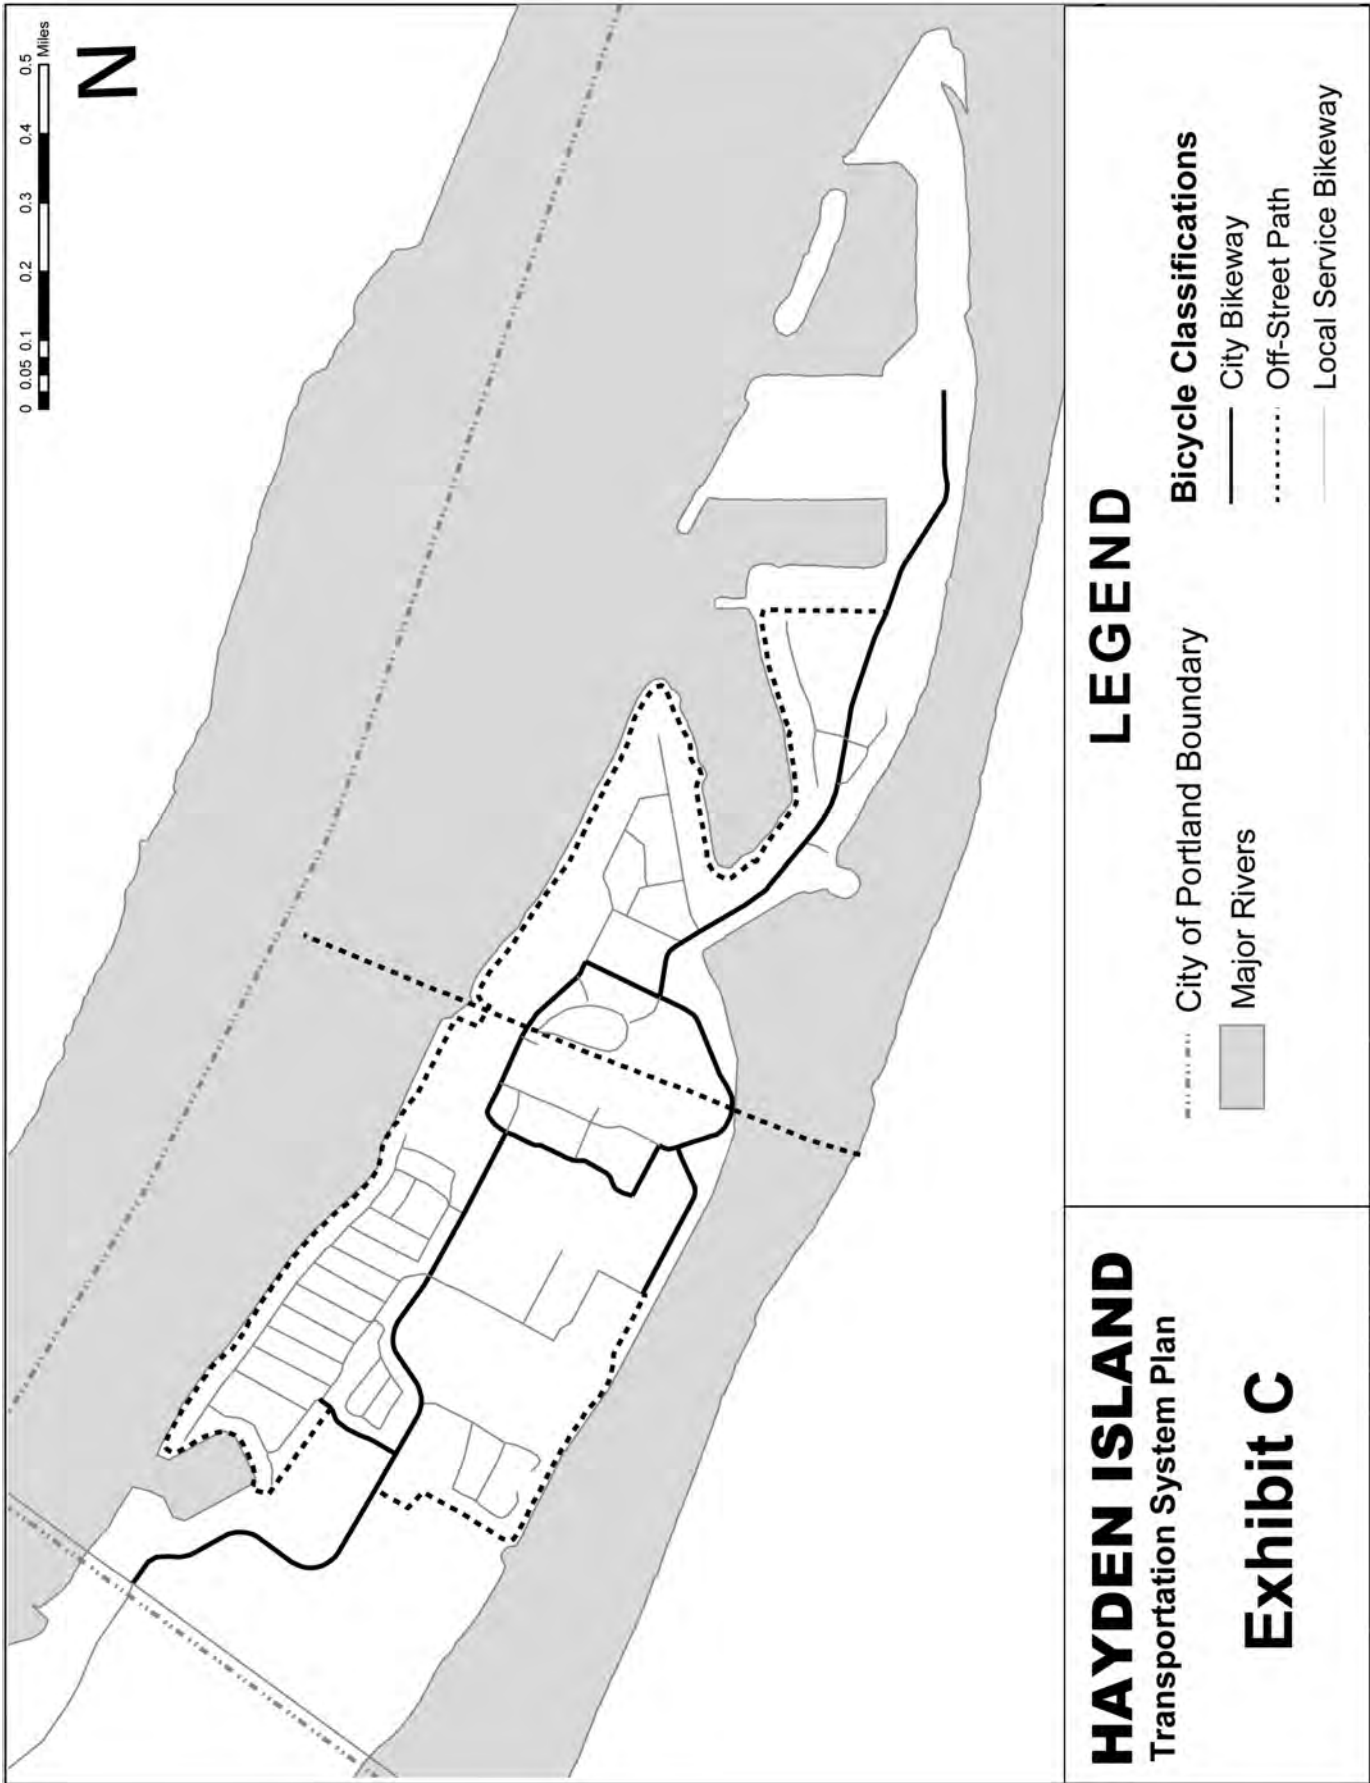 0 0.05 0.1 0.2 0.3 0.4 0.5
Miles
N
HAYDEN ISLAND
Transportation System Plan
Exhibit C
LEGEND
City of Portland Boundary
Major Rivers
Bicycle Classifications
City Bikeway
Off-Street Path
Local Service Bikeway